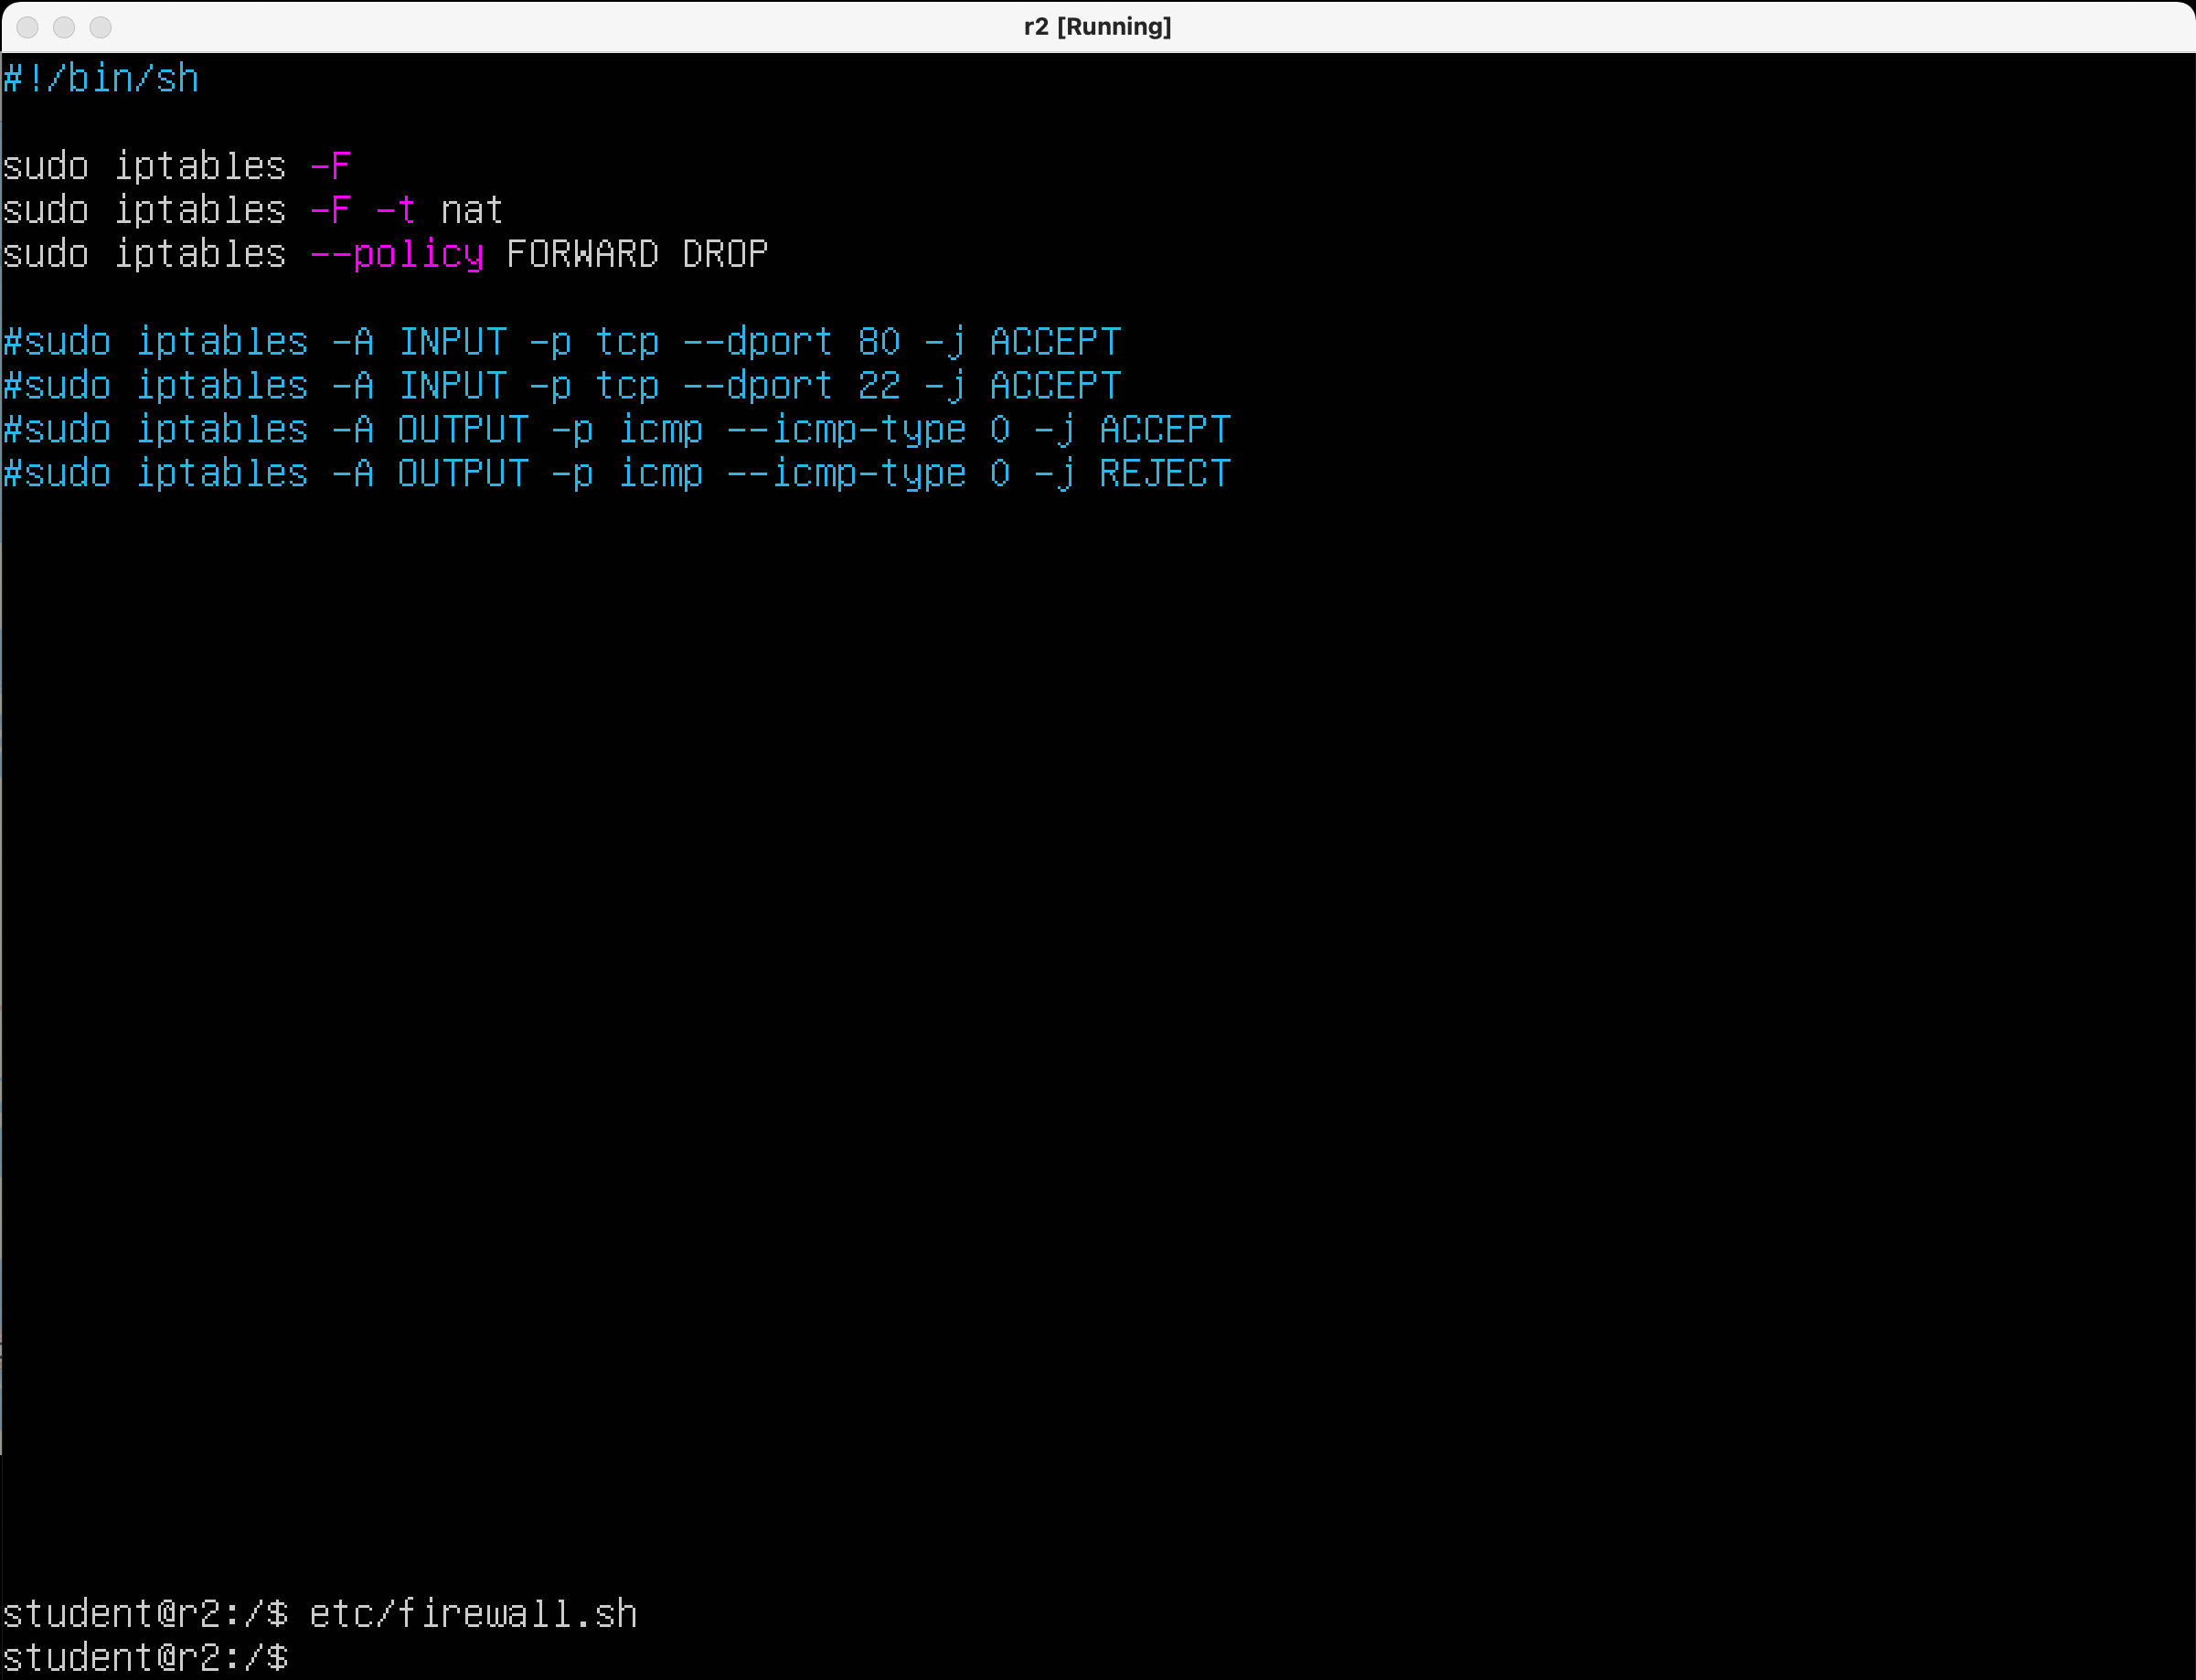 r2 [Running]
#!/bin/sh
sudo iptables -F
sudo iptables -F -t nat
sudo iptables --policy FORWARD DROP
#sudo iptables -A INPUT -p tcp --dport 80 -j ACCEPT
#sudo iptables -A INPUT -p tcp --dport 22 -j ACCEPT
#sudo iptables -A OUTPUT -p icmp --icmp-type 0 -j ACCEPT
#sudo iptables -A OUTPUT -p icmp --icmp-type 0 -j REJECT
student@r2:/$ etc/firewall.sh
student@r2:/$